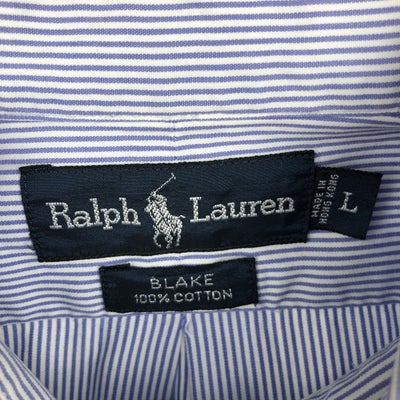 Ralph Lauren
MADE IN
HONG KONG
L
BLAKE
100% COTTON